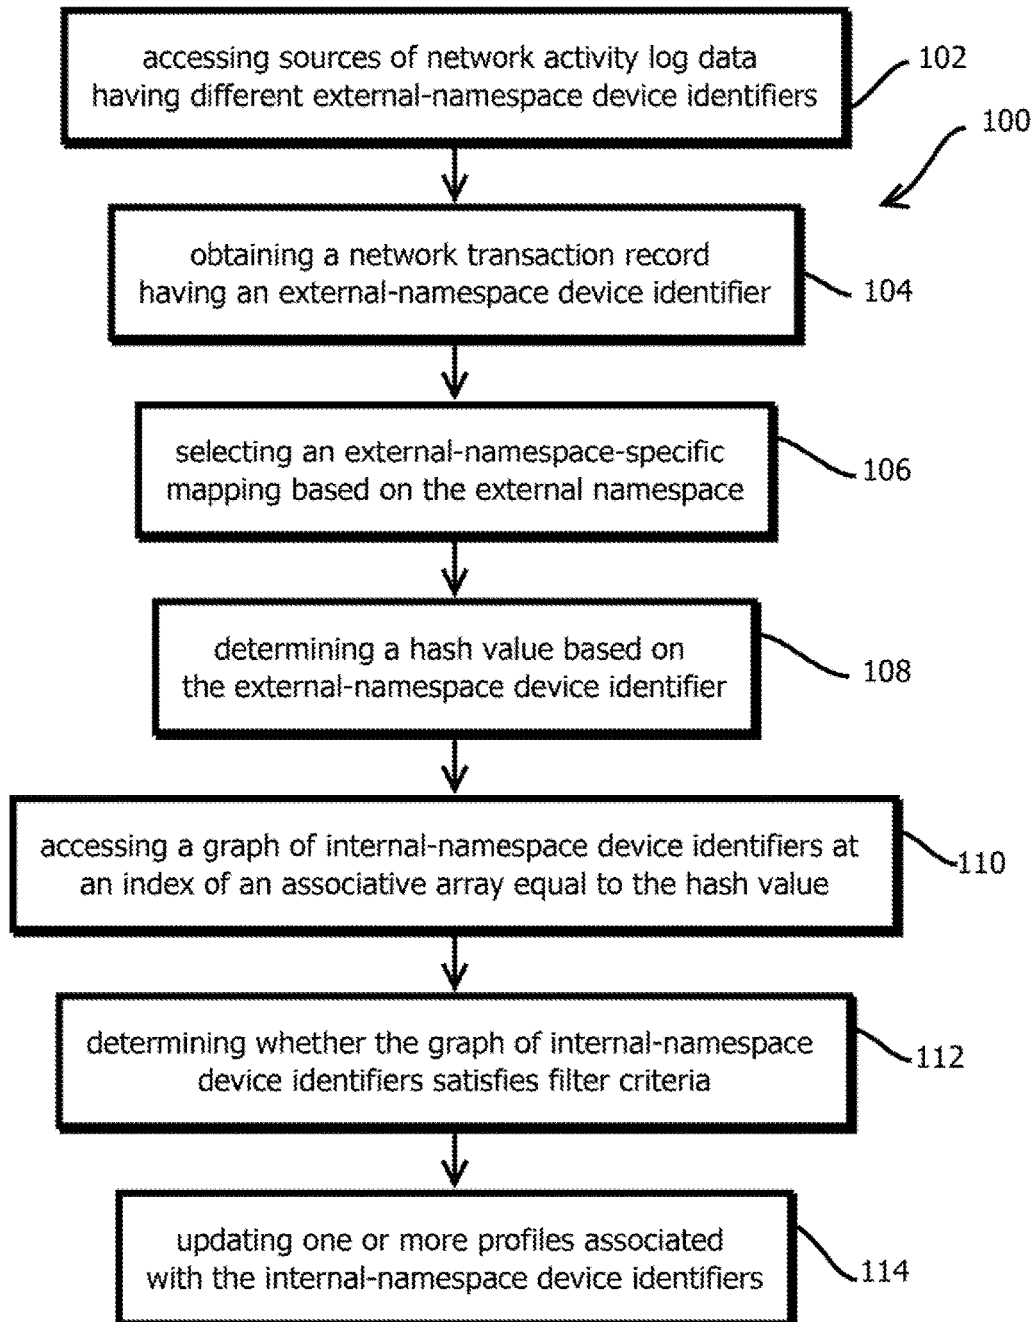 accessing sources of network activity log data
having different external-namespace device identifiers
102
100
obtaining a network transaction record
having an external-namespace device identifier
104
selecting an external-namespace-specific
mapping based on the external namespace
106
determining a hash value based on
the external-namespace device identifier
108
accessing a graph of internal-namespace device identifiers at
an index of an associative array equal to the hash value
110
determining whether the graph of internal-namespace
device identifiers satisfies filter criteria
112
updating one or more profiles associated
with the internal-namespace device identifiers
114